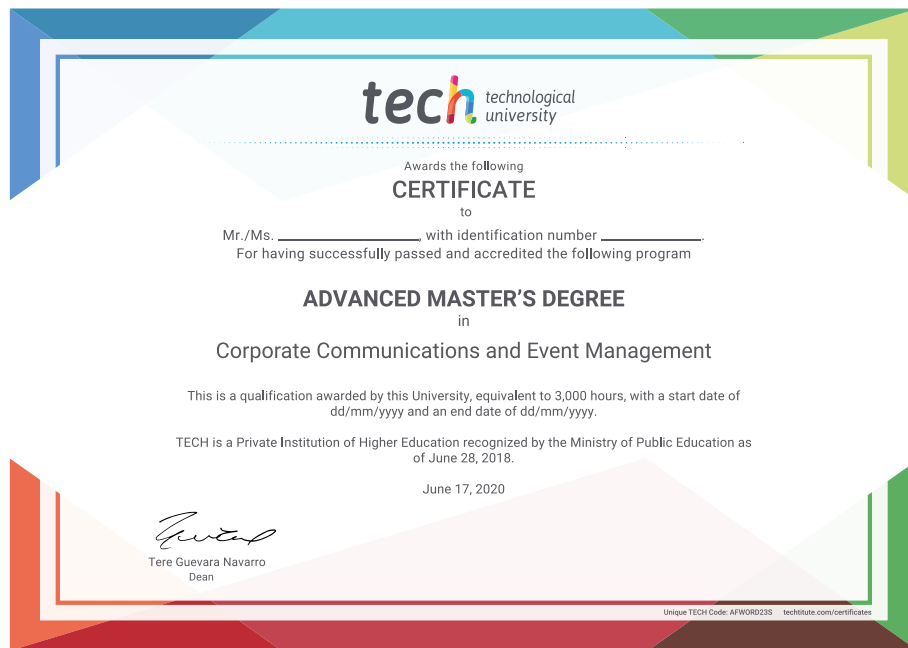 tech technological
university
Awards the following
CERTIFICATE
to
Mr./Ms. ____________________, with identification number ______________.
For having successfully passed and accredited the following program
ADVANCED MASTER'S DEGREE
in
Corporate Communications and Event Management
This is a qualification awarded by this University, equivalent to 3,000 hours, with a start date of
dd/mm/yyyy and an end date of dd/mm/yyyy.
TECH is a Private Institution of Higher Education recognized by the Ministry of Public Education as
of June 28, 2018.
June 17, 2020
Tere Guevara Navarro
Dean
Unique TECH Code: AFWORD23S techtitute.com/certificates